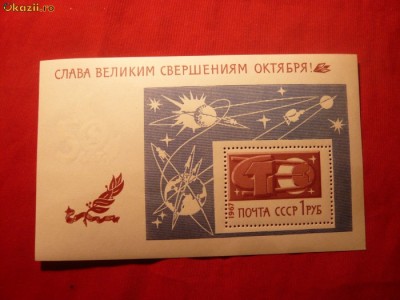 Okazii.ro
СЛАВА ВЕЛИКИМ СВЕРШЕНИЯМ ОКТЯБРЯ!
1967
ПОЧТА СССР 1 РУБ